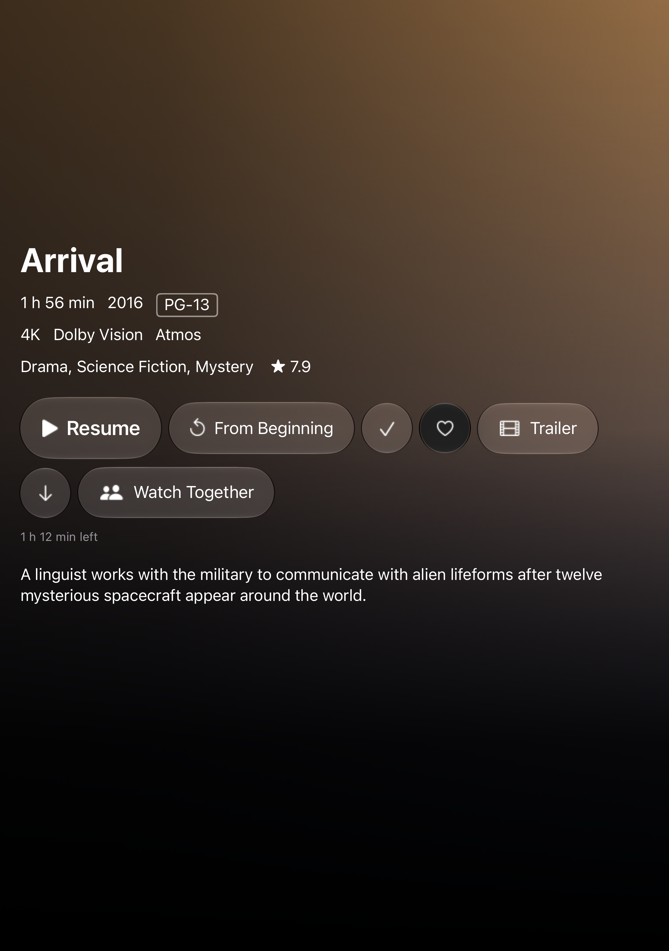 Arrival
1 h 56 min 2016 PG-13
4K Dolby Vision Atmos
Drama, Science Fiction, Mystery ★ 7.9
Resume From Beginning Trailer
Watch Together
1 h 12 min left
A linguist works with the military to communicate with alien lifeforms after twelve
mysterious spacecraft appear around the world.